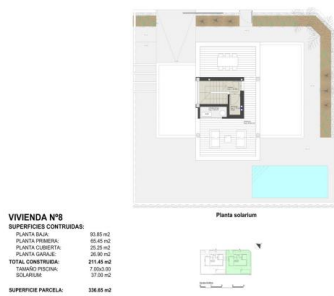 Planta solarium
VIVIENDA Nº8
SUPERFICIES CONTRUIDAS:
PLANTA BAJA: 93.85 m2
PLANTA PRIMERA: 65.45 m2
PLANTA CUBIERTA: 25.25 m2
PLANTA GARAJE: 26.90 m2
TOTAL CONSTRUIDA: 211.45 m2
TAMAÑO PISCINA: 7.00x3.00
SOLARIUM: 37.00 m2
SUPERFICIE PARCELA: 336.65 m2